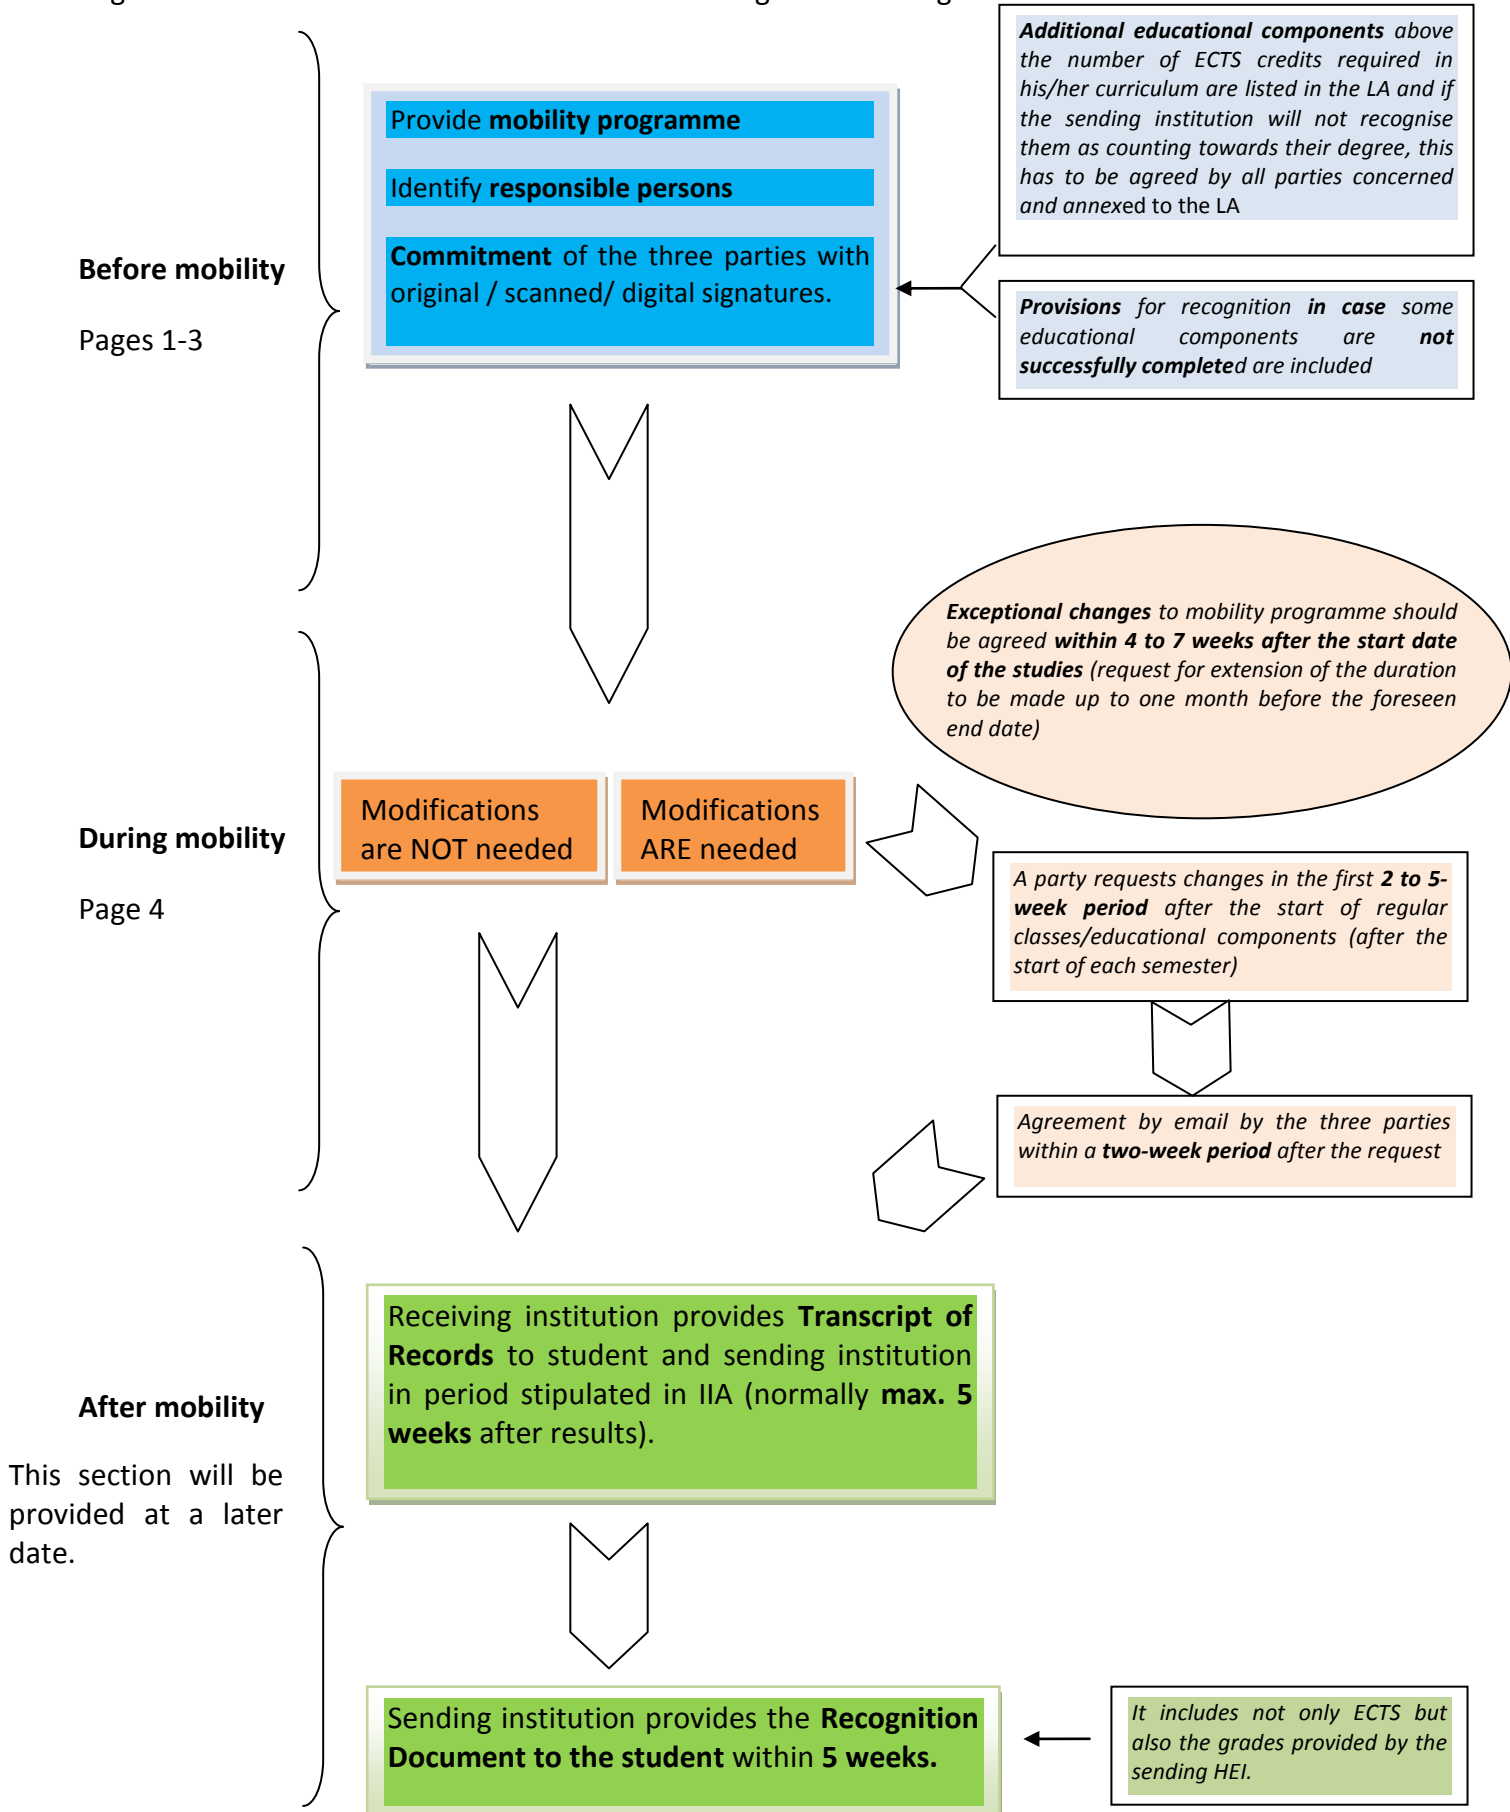 Additional educational components above
the number of ECTS credits required in
his/her curriculum are listed in the LA and if
the sending institution will not recognise
them as counting towards their degree, this
has to be agreed by all parties concerned
and annexed to the LA
Provide mobility programme
Identify responsible persons
Commitment of the three parties with
original / scanned/ digital signatures.
Before mobility
Pages 1-3
Provisions for recognition in case some
educational components are not
successfully completed are included
Exceptional changes to mobility programme should
be agreed within 4 to 7 weeks after the start date
of the studies (request for extension of the duration
to be made up to one month before the foreseen
end date)
During mobility
Page 4
Modifications
are NOT needed
Modifications
ARE needed
A party requests changes in the first 2 to 5-
week period after the start of regular
classes/educational components (after the
start of each semester)
Agreement by email by the three parties
within a two-week period after the request
After mobility
This section will be
provided at a later
date.
Receiving institution provides Transcript of
Records to student and sending institution
in period stipulated in IIA (normally max. 5
weeks after results).
Sending institution provides the Recognition
Document to the student within 5 weeks.
It includes not only ECTS but
also the grades provided by the
sending HEI.